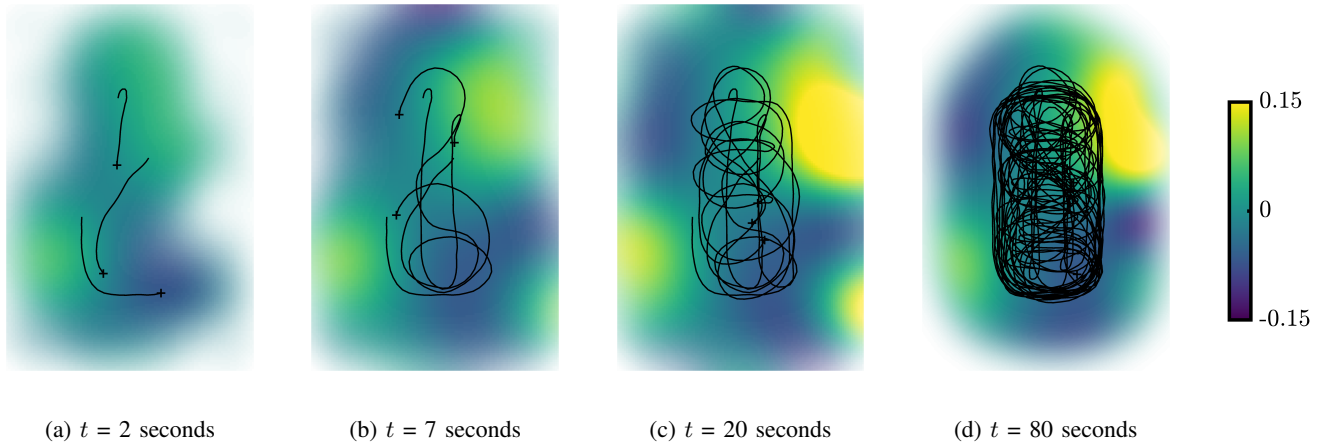 0.15
0
-0.15
(a) t = 2 seconds
(b) t = 7 seconds
(c) t = 20 seconds
(d) t = 80 seconds